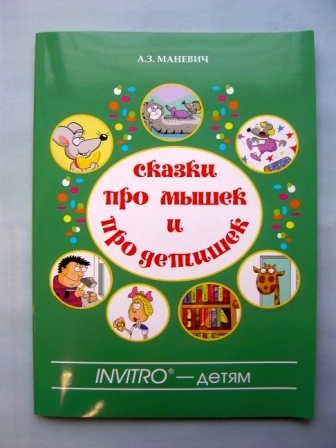 А.З. МАНЕВИЧ
сказки
про мышек
и
про детишек
INVITRO® — детям